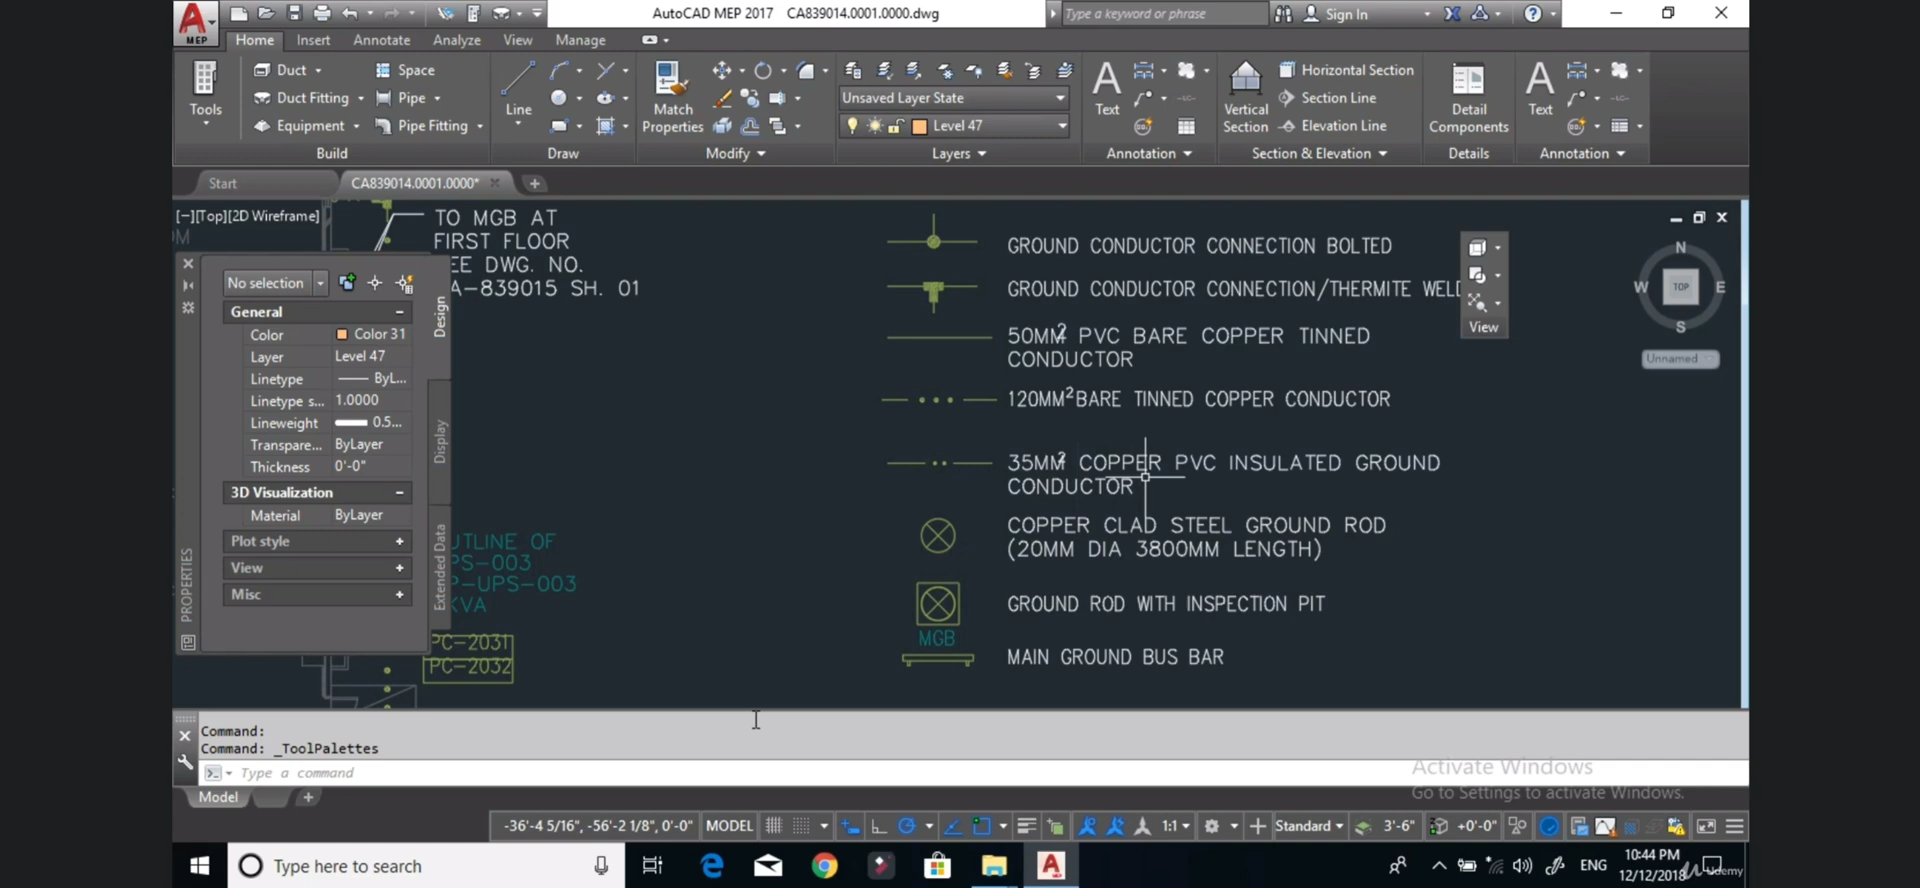 AutoCAD MEP 2017 CA839014.0001.0000.dwg
Type a keyword or phrase
Sign In
MEP
Home Insert Annotate Analyze View Manage
Tools
Duct
Duct Fitting
Equipment
Space
Pipe
Pipe Fitting
Build
Line
Draw
Match Properties
Modify
Unsaved Layer State
Level 47
Layers
Text
Annotation
Vertical Section
Horizontal Section
Section Line
Elevation Line
Section & Elevation
Detail Components
Details
Text
Annotation
Start
CA839014.0001.0000*
[−][Top][2D Wireframe]
TO MGB AT
FIRST FLOOR
EE DWG. NO.
A-839015 SH. 01
No selection
General
Color Color 31
Layer Level 47
Linetype ByL...
Linetype s... 1.0000
Lineweight 0.5...
Transpare... ByLayer
Thickness 0'-0"
3D Visualization
Material ByLayer
Plot style
View
Misc
Design
Display
Extended Data
PROPERTIES
UTLINE OF
PS-003
P-UPS-003
KVA
PC-2031
PC-2032
GROUND CONDUCTOR CONNECTION BOLTED
GROUND CONDUCTOR CONNECTION/THERMITE WELD
50MM² PVC BARE COPPER TINNED
CONDUCTOR
120MM² BARE TINNED COPPER CONDUCTOR
35MM² COPPER PVC INSULATED GROUND
CONDUCTOR
COPPER CLAD STEEL GROUND ROD
(20MM DIA 3800MM LENGTH)
GROUND ROD WITH INSPECTION PIT
MGB
MAIN GROUND BUS BAR
View
N
W TOP E
S
Unnamed
Command:
Command: _ToolPalettes
Type a command
Activate Windows
Go to Settings to activate Windows.
Model
-36'-4 5/16", -56'-2 1/8", 0'-0" MODEL 1:1 Standard 3'-6" +0'-0"
Type here to search
ENG
10:44 PM
12/12/2018
Udemy